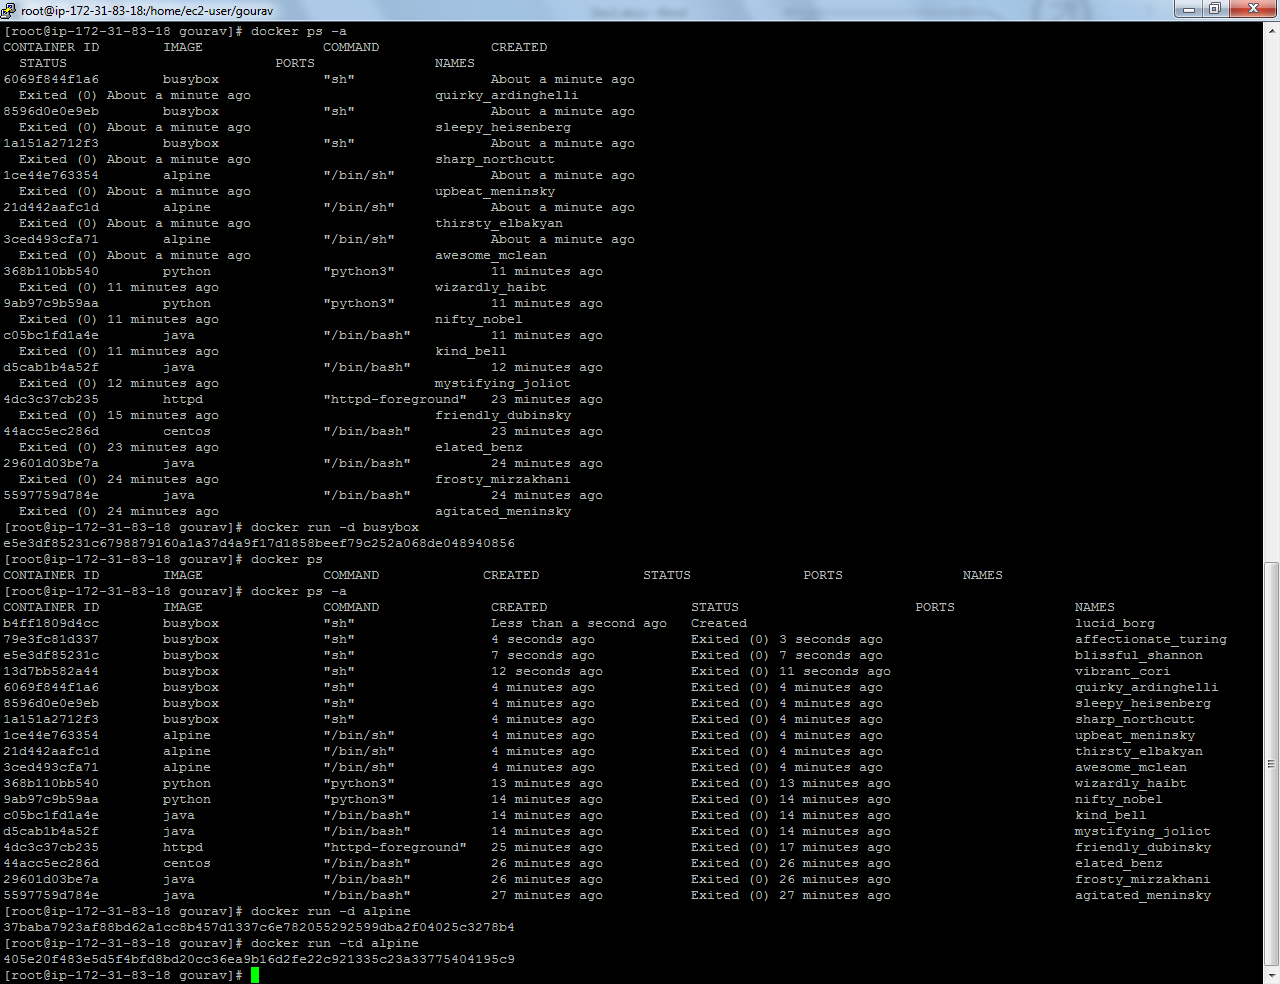 root@ip-172-31-83-18:/home/ec2-user/gourav
[root@ip-172-31-83-18 gourav]# docker ps -a
CONTAINER ID        IMAGE               COMMAND              CREATED
  STATUS                          PORTS               NAMES
6069f844f1a6        busybox             "sh"                 About a minute ago
  Exited (0) About a minute ago                       quirky_ardinghelli
8596d0e0e9eb        busybox             "sh"                 About a minute ago
  Exited (0) About a minute ago                       sleepy_heisenberg
1a151a2712f3        busybox             "sh"                 About a minute ago
  Exited (0) About a minute ago                       sharp_northcutt
1ce44e763354        alpine              "/bin/sh"            About a minute ago
  Exited (0) About a minute ago                       upbeat_meninsky
21d442aafc1d        alpine              "/bin/sh"            About a minute ago
  Exited (0) About a minute ago                       thirsty_elbakyan
3ced493cfa71        alpine              "/bin/sh"            About a minute ago
  Exited (0) About a minute ago                       awesome_mclean
368b110bb540        python              "python3"            11 minutes ago
  Exited (0) 11 minutes ago                           wizardly_haibt
9ab97c9b59aa        python              "python3"            11 minutes ago
  Exited (0) 11 minutes ago                           nifty_nobel
c05bc1fd1a4e        java                "/bin/bash"          11 minutes ago
  Exited (0) 11 minutes ago                           kind_bell
d5cab1b4a52f        java                "/bin/bash"          12 minutes ago
  Exited (0) 12 minutes ago                           mystifying_joliot
4dc3c37cb235        httpd               "httpd-foreground"   23 minutes ago
  Exited (0) 15 minutes ago                           friendly_dubinsky
44acc5ec286d        centos              "/bin/bash"          23 minutes ago
  Exited (0) 23 minutes ago                           elated_benz
29601d03be7a        java                "/bin/bash"          24 minutes ago
  Exited (0) 24 minutes ago                           frosty_mirzakhani
5597759d784e        java                "/bin/bash"          24 minutes ago
  Exited (0) 24 minutes ago                           agitated_meninsky
[root@ip-172-31-83-18 gourav]# docker run -d busybox
e5e3df85231c6798879160a1a37d4a9f17d1858beef79c252a068de048940856
[root@ip-172-31-83-18 gourav]# docker ps
CONTAINER ID        IMAGE               COMMAND             CREATED             STATUS              PORTS               NAMES
[root@ip-172-31-83-18 gourav]# docker ps -a
CONTAINER ID        IMAGE               COMMAND              CREATED                  STATUS                      PORTS               NAMES
b4ff1809d4cc        busybox             "sh"                 Less than a second ago   Created                                         lucid_borg
79e3fc81d337        busybox             "sh"                 4 seconds ago            Exited (0) 3 seconds ago                        affectionate_turing
e5e3df85231c        busybox             "sh"                 7 seconds ago            Exited (0) 7 seconds ago                        blissful_shannon
13d7bb582a44        busybox             "sh"                 12 seconds ago           Exited (0) 11 seconds ago                       vibrant_cori
6069f844f1a6        busybox             "sh"                 4 minutes ago            Exited (0) 4 minutes ago                        quirky_ardinghelli
8596d0e0e9eb        busybox             "sh"                 4 minutes ago            Exited (0) 4 minutes ago                        sleepy_heisenberg
1a151a2712f3        busybox             "sh"                 4 minutes ago            Exited (0) 4 minutes ago                        sharp_northcutt
1ce44e763354        alpine              "/bin/sh"            4 minutes ago            Exited (0) 4 minutes ago                        upbeat_meninsky
21d442aafc1d        alpine              "/bin/sh"            4 minutes ago            Exited (0) 4 minutes ago                        thirsty_elbakyan
3ced493cfa71        alpine              "/bin/sh"            4 minutes ago            Exited (0) 4 minutes ago                        awesome_mclean
368b110bb540        python              "python3"            13 minutes ago           Exited (0) 13 minutes ago                       wizardly_haibt
9ab97c9b59aa        python              "python3"            14 minutes ago           Exited (0) 14 minutes ago                       nifty_nobel
c05bc1fd1a4e        java                "/bin/bash"          14 minutes ago           Exited (0) 14 minutes ago                       kind_bell
d5cab1b4a52f        java                "/bin/bash"          14 minutes ago           Exited (0) 14 minutes ago                       mystifying_joliot
4dc3c37cb235        httpd               "httpd-foreground"   25 minutes ago           Exited (0) 17 minutes ago                       friendly_dubinsky
44acc5ec286d        centos              "/bin/bash"          26 minutes ago           Exited (0) 26 minutes ago                       elated_benz
29601d03be7a        java                "/bin/bash"          26 minutes ago           Exited (0) 26 minutes ago                       frosty_mirzakhani
5597759d784e        java                "/bin/bash"          27 minutes ago           Exited (0) 27 minutes ago                       agitated_meninsky
[root@ip-172-31-83-18 gourav]# docker run -d alpine
37baba7923af88bd62a1cc8b457d1337c6e782055292599dba2f04025c3278b4
[root@ip-172-31-83-18 gourav]# docker run -td alpine
405e20f483e5d5f4bfd8bd20cc36ea9b16d2fe22c921335c23a33775404195c9
[root@ip-172-31-83-18 gourav]#